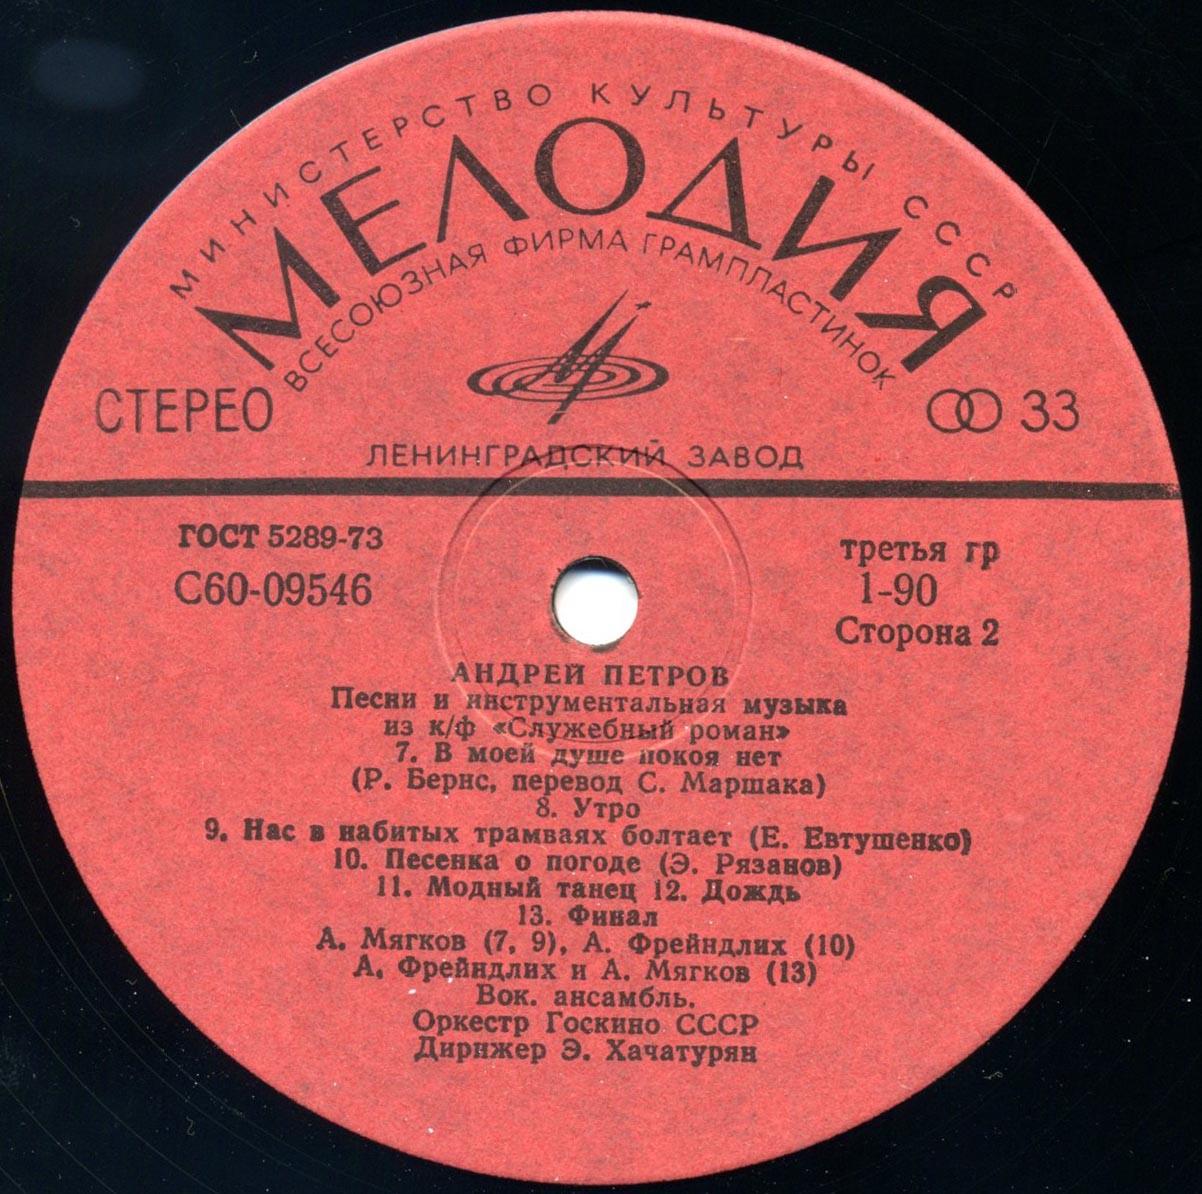 МИНИСТЕРСТВО КУЛЬТУРЫ СССР
МЕЛОДИЯ
ВСЕСОЮЗНАЯ ФИРМА ГРАМПЛАСТИНОК
СТЕРЕО
33
ЛЕНИНГРАДСКИЙ ЗАВОД
ГОСТ 5289-73
С60-09546
третья гр
1-90
Сторона 2
АНДРЕЙ ПЕТРОВ
Песни и инструментальная музыка
из к/ф «Служебный роман»
7. В моей душе покоя нет
(Р. Бернс, перевод С. Маршака)
8. Утро
9. Нас в набитых трамваях болтает (Е. Евтушенко)
10. Песенка о погоде (Э. Рязанов)
11. Модный танец 12. Дождь
13. Финал
А. Мягков (7, 9), А. Фрейндлих (10)
А. Фрейндлих и А. Мягков (13)
Вок. ансамбль.
Оркестр Госкино СССР
Дирижер Э. Хачатурян